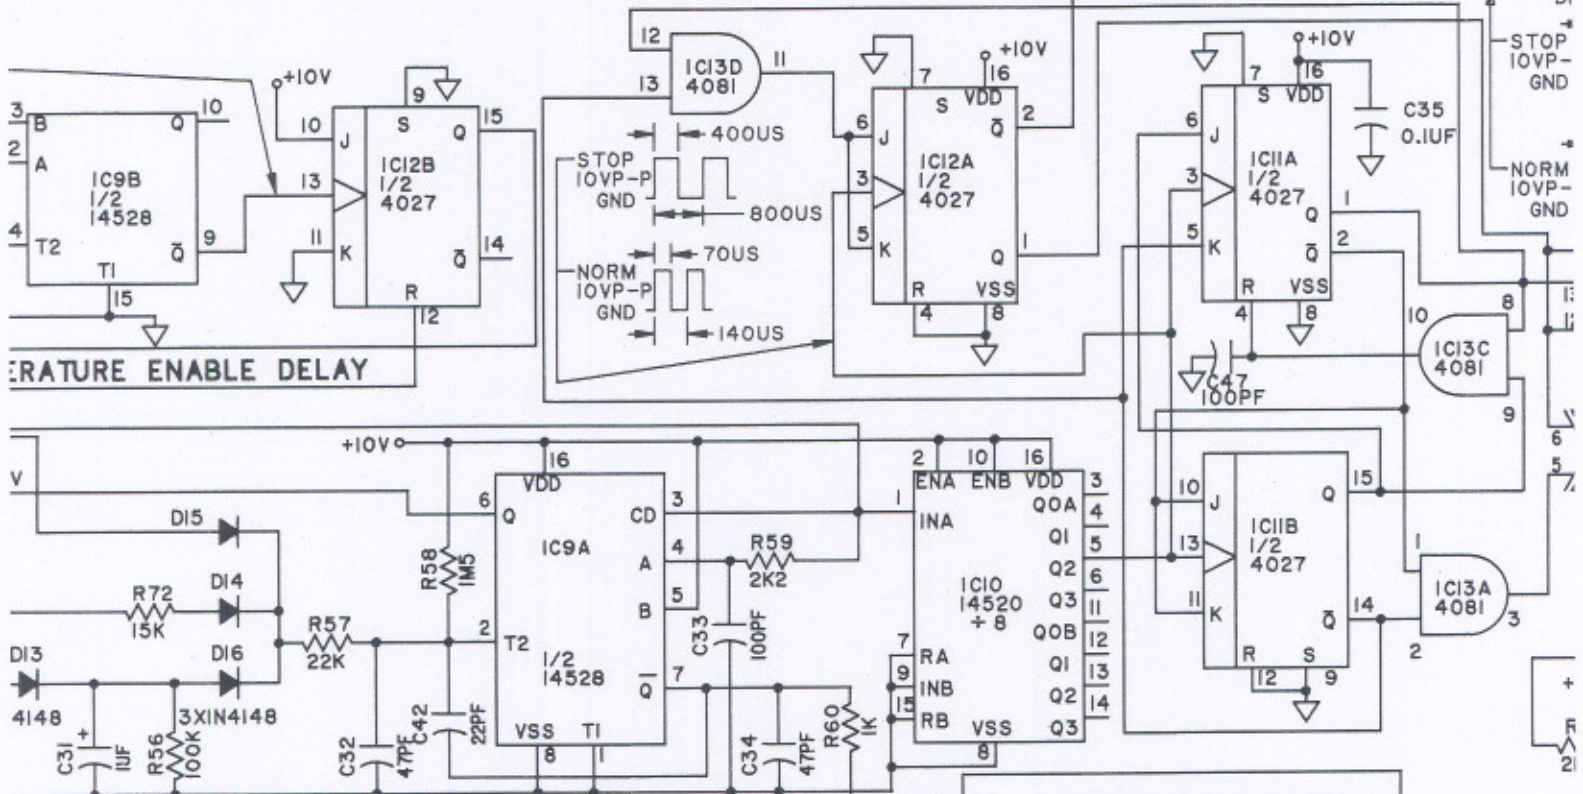 +10V
3
B
Q
10
2
A
IC9B
1/2
14528
4
T2
Q̅
9
T1
15
10
J
9
S
Q
15
IC12B
1/2
4027
13
11
K
Q̅
14
R
12
ERATURE ENABLE DELAY
12
13
IC13D
4081
11
400US
STOP
10VP-P
GND
800US
70US
NORM
10VP-P
GND
140US
+10V
7
16
S
VDD
6
J
Q̅
2
IC12A
1/2
4027
3
5
K
Q
1
R
VSS
4
8
+10V
7
16
S
VDD
C35
0.1UF
6
J
IC11A
1/2
4027
3
Q
1
5
K
Q̅
2
R
VSS
4
8
C47
100PF
10
8
IC13C
4081
9
STOP
10VP-
GND
NORM
10VP-
GND
6
5
V
+10V
D15
R72
15K
D14
D13
4148
D16
3X1N4148
R57
22K
C31
+
1UF
R56
100K
C32
47PF
C42
22PF
R58
1M5
16
VDD
6
Q
CD
3
IC9A
A
4
B
5
2
T2
1/2
14528
Q̅
7
VSS
T1
8
1
R59
2K2
C33
100PF
C34
47PF
R60
1K
2
10
16
ENA
ENB
VDD
1
INA
Q0A
3
Q1
4
Q2
5
Q3
6
IC10
14520
÷ 8
Q0B
11
Q1
12
Q2
13
Q3
14
7
RA
9
INB
15
RB
VSS
8
10
J
Q
15
IC11B
1/2
4027
13
11
K
Q̅
14
R
S
12
9
1
IC13A
4081
3
2
+